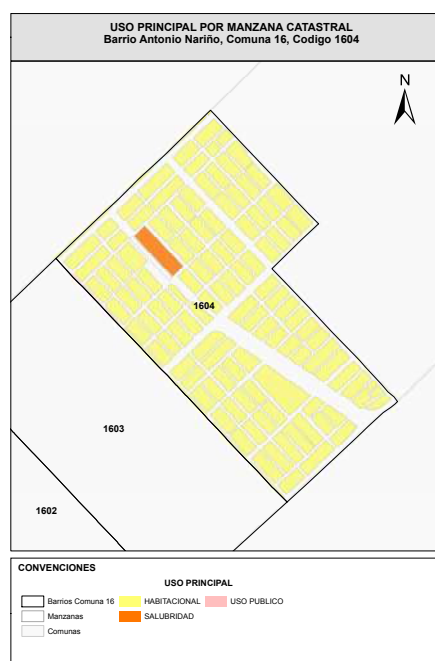 USO PRINCIPAL POR MANZANA CATASTRAL
Barrio Antonio Nariño, Comuna 16, Codigo 1604
N
1604
1603
1602
CONVENCIONES
USO PRINCIPAL
Barrios Comuna 16 HABITACIONAL USO PUBLICO
Manzanas SALUBRIDAD
Comunas